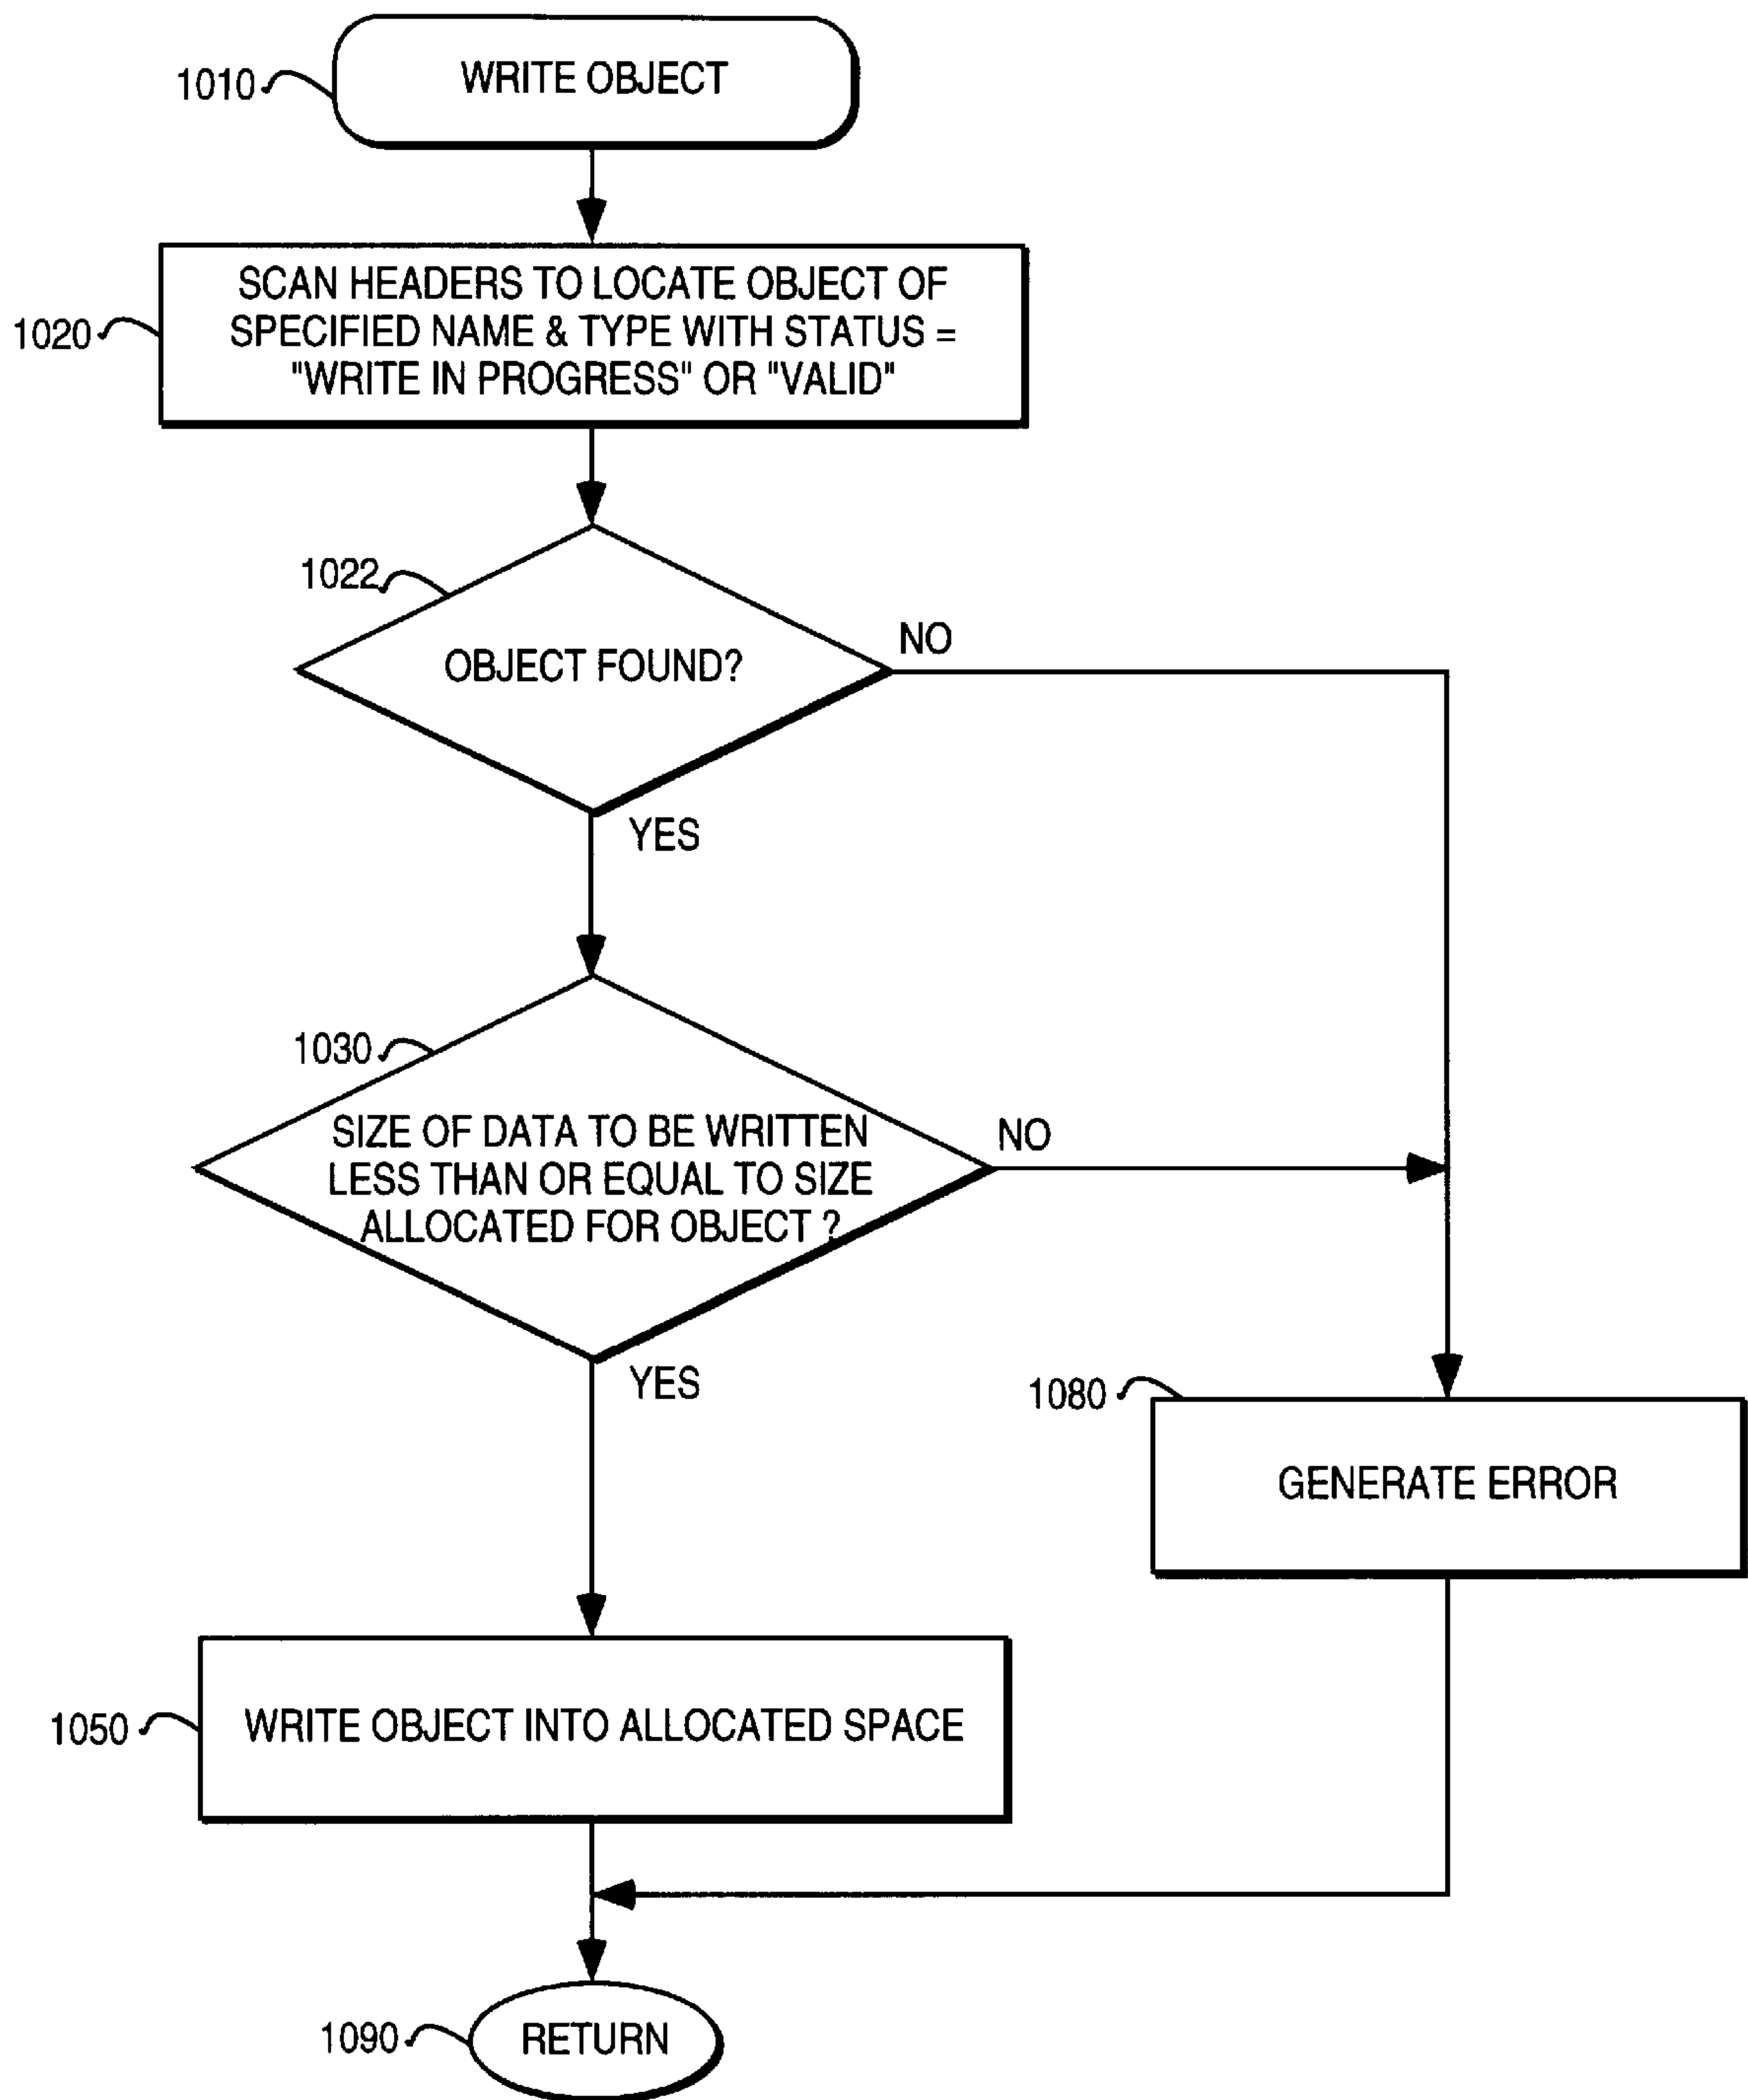 WRITE OBJECT
1010
SCAN HEADERS TO LOCATE OBJECT OF
SPECIFIED NAME & TYPE WITH STATUS =
"WRITE IN PROGRESS" OR "VALID"
1020
1022
OBJECT FOUND?
NO
YES
1030
SIZE OF DATA TO BE WRITTEN
LESS THAN OR EQUAL TO SIZE
ALLOCATED FOR OBJECT ?
NO
YES
1080
GENERATE ERROR
1050
WRITE OBJECT INTO ALLOCATED SPACE
1090
RETURN